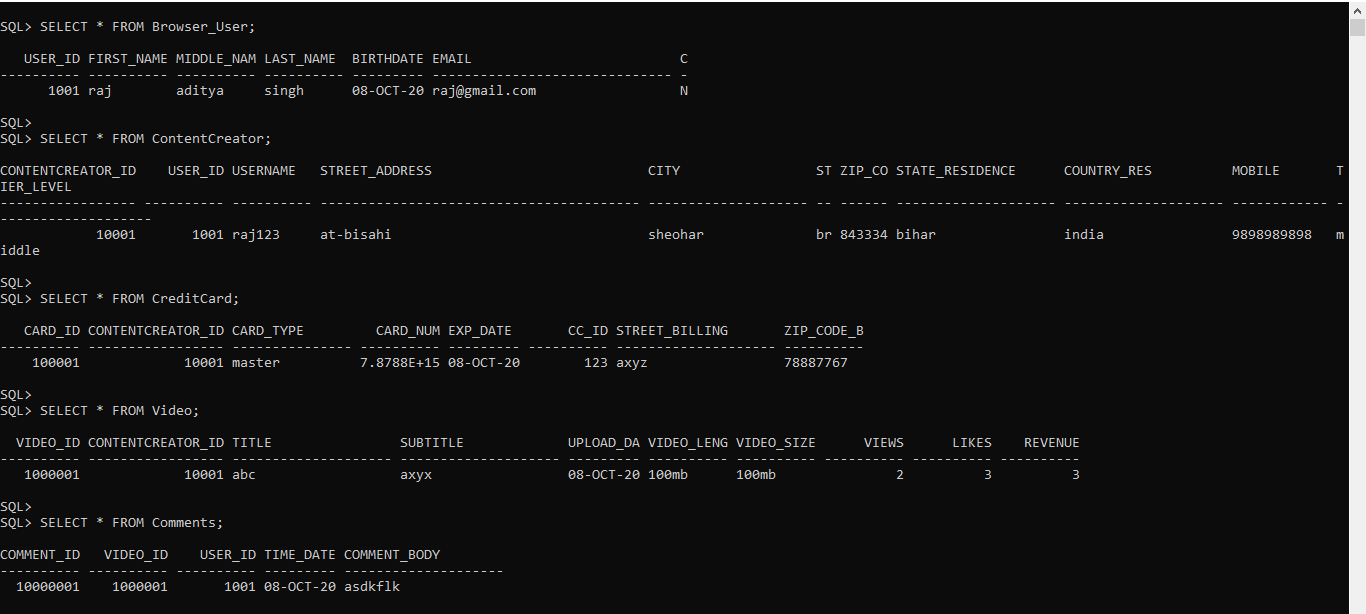 SQL> SELECT * FROM Browser_User;
USER_ID FIRST_NAME MIDDLE_NAM LAST_NAME BIRTHDATE EMAIL C
---------- ---------- ---------- ---------- --------- ------------------------------ -
1001 raj aditya singh 08-OCT-20 raj@gmail.com N
SQL>
SQL> SELECT * FROM ContentCreator;
CONTENTCREATOR_ID USER_ID USERNAME STREET_ADDRESS CITY ST ZIP_CO STATE_RESIDENCE COUNTRY_RES MOBILE T
IER_LEVEL
----------------- ---------- ---------- ---------------------------------------- -------------------- -- ------ -------------------- -------------------- ------------ -
-------------------
10001 1001 raj123 at-bisahi sheohar br 843334 bihar india 9898989898 m
iddle
SQL>
SQL> SELECT * FROM CreditCard;
CARD_ID CONTENTCREATOR_ID CARD_TYPE CARD_NUM EXP_DATE CC_ID STREET_BILLING ZIP_CODE_B
---------- ----------------- --------------- ---------- --------- ---------- -------------------- ----------
100001 10001 master 7.8788E+15 08-OCT-20 123 axyz 78887767
SQL>
SQL> SELECT * FROM Video;
VIDEO_ID CONTENTCREATOR_ID TITLE SUBTITLE UPLOAD_DA VIDEO_LENG VIDEO_SIZE VIEWS LIKES REVENUE
---------- ----------------- -------------------- -------------------- --------- ---------- ---------- ---------- ---------- ----------
1000001 10001 abc axyx 08-OCT-20 100mb 100mb 2 3 3
SQL>
SQL> SELECT * FROM Comments;
COMMENT_ID VIDEO_ID USER_ID TIME_DATE COMMENT_BODY
---------- ---------- ---------- --------- --------------------
10000001 1000001 1001 08-OCT-20 asdkflk